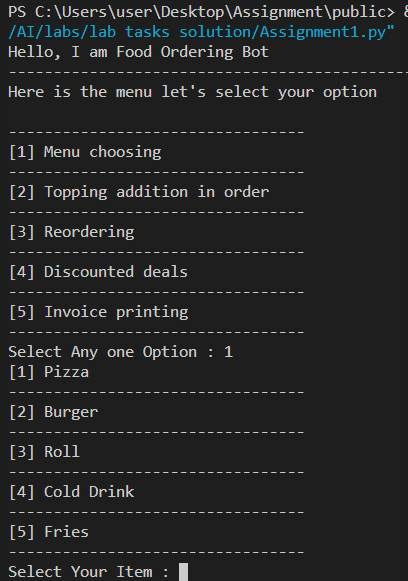 PS C:\Users\user\Desktop\Assignment\public> &
/AI/labs/lab tasks solution/Assignment1.py"
Hello, I am Food Ordering Bot
---------------------------------------------
Here is the menu let's select your option

---------------------------------
[1] Menu choosing
---------------------------------
[2] Topping addition in order
---------------------------------
[3] Reordering
---------------------------------
[4] Discounted deals
---------------------------------
[5] Invoice printing
---------------------------------
Select Any one Option : 1
[1] Pizza
---------------------------------
[2] Burger
---------------------------------
[3] Roll
---------------------------------
[4] Cold Drink
---------------------------------
[5] Fries
---------------------------------
Select Your Item :